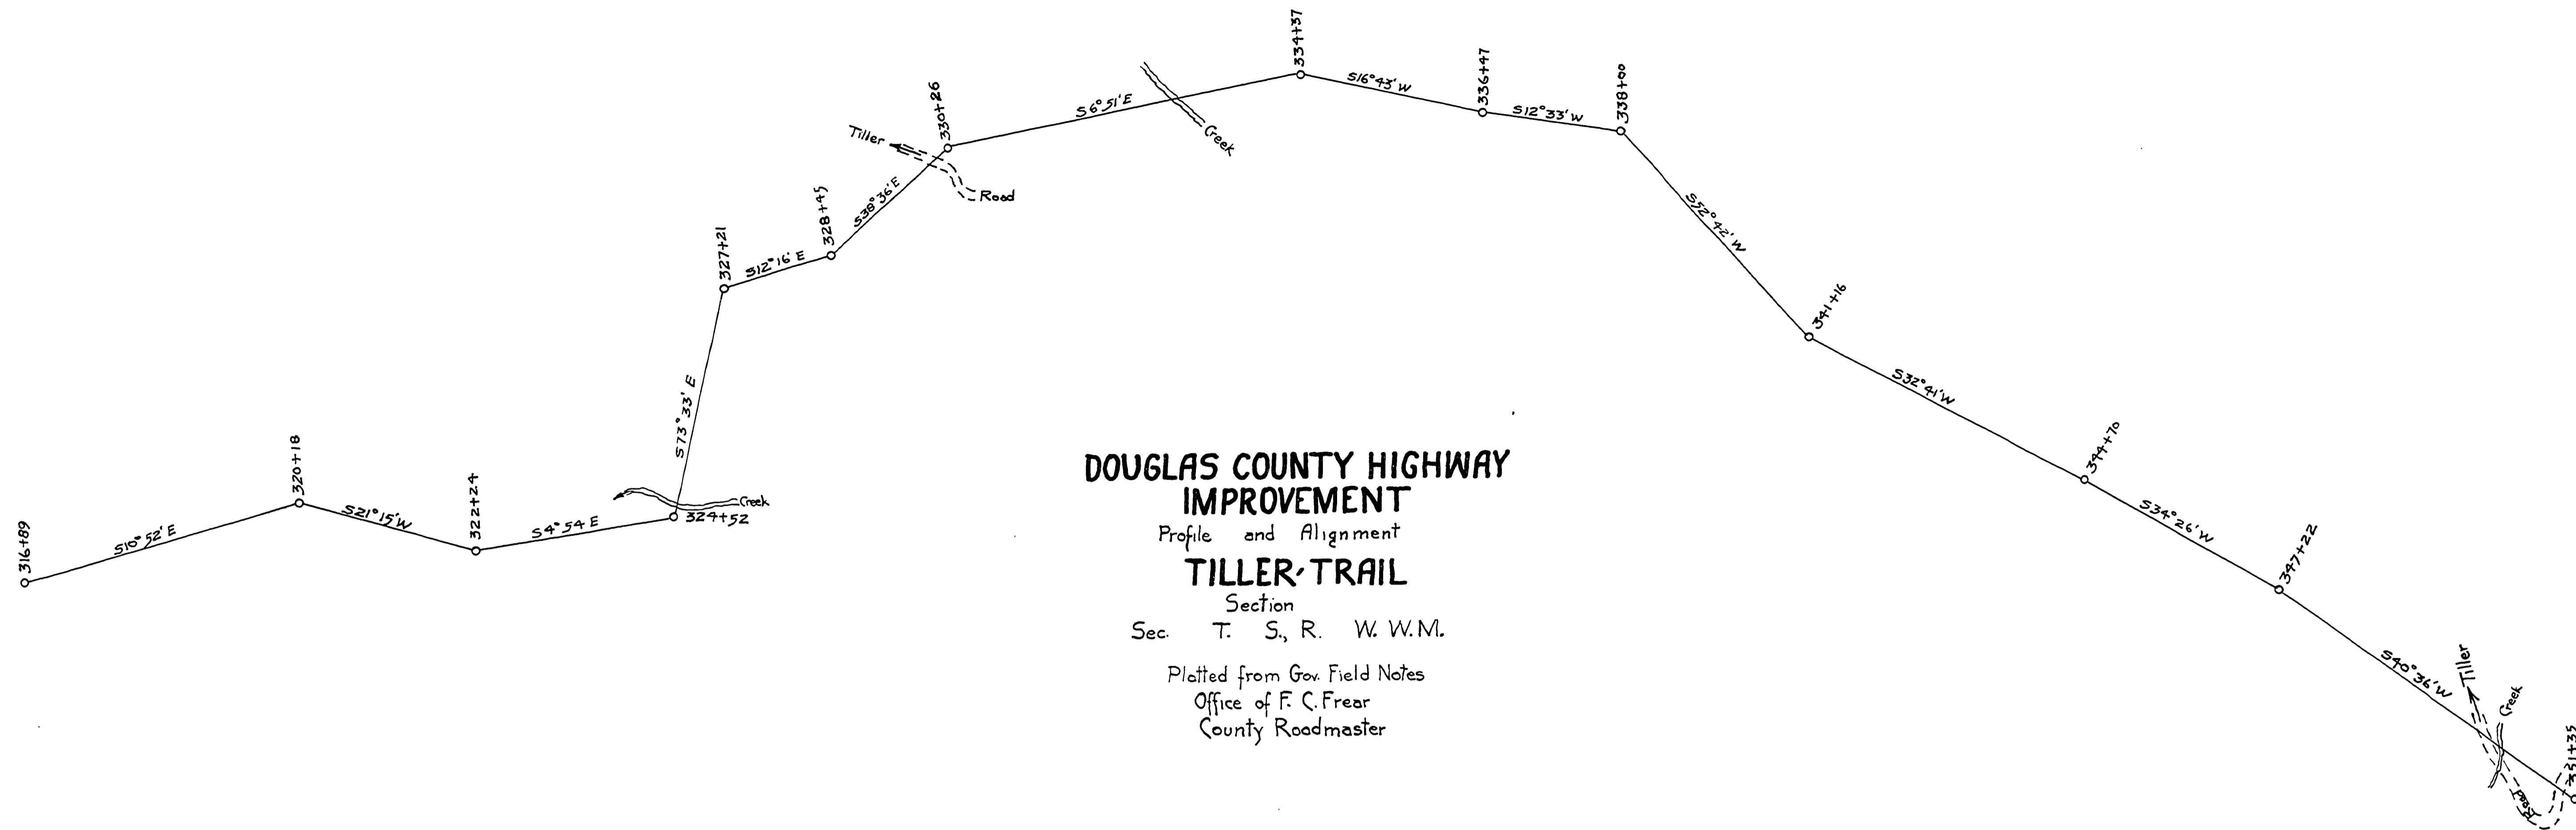 316+89
S10°52'E
320+18
S21°15'W
322+24
S4°54 E
324+52
Creek
S73°33' E
327+21
S12°16' E
328+45
S38°36'E
330+26
Tiller
Road
S6°51'E
Creek
334+37
S16°43' W
336+47
S12°33' W
338+00
S52°42' W
341+16
S32°41'W
344+70
S34°26'W
347+22
S40°36'W
Tiller
Creek
Road
351+35
DOUGLAS COUNTY HIGHWAY
IMPROVEMENT
Profile and Alignment
TILLER-TRAIL
Section
Sec. T. S., R. W. W.M.
Platted from Gov. Field Notes
Office of F. C. Frear
County Roadmaster